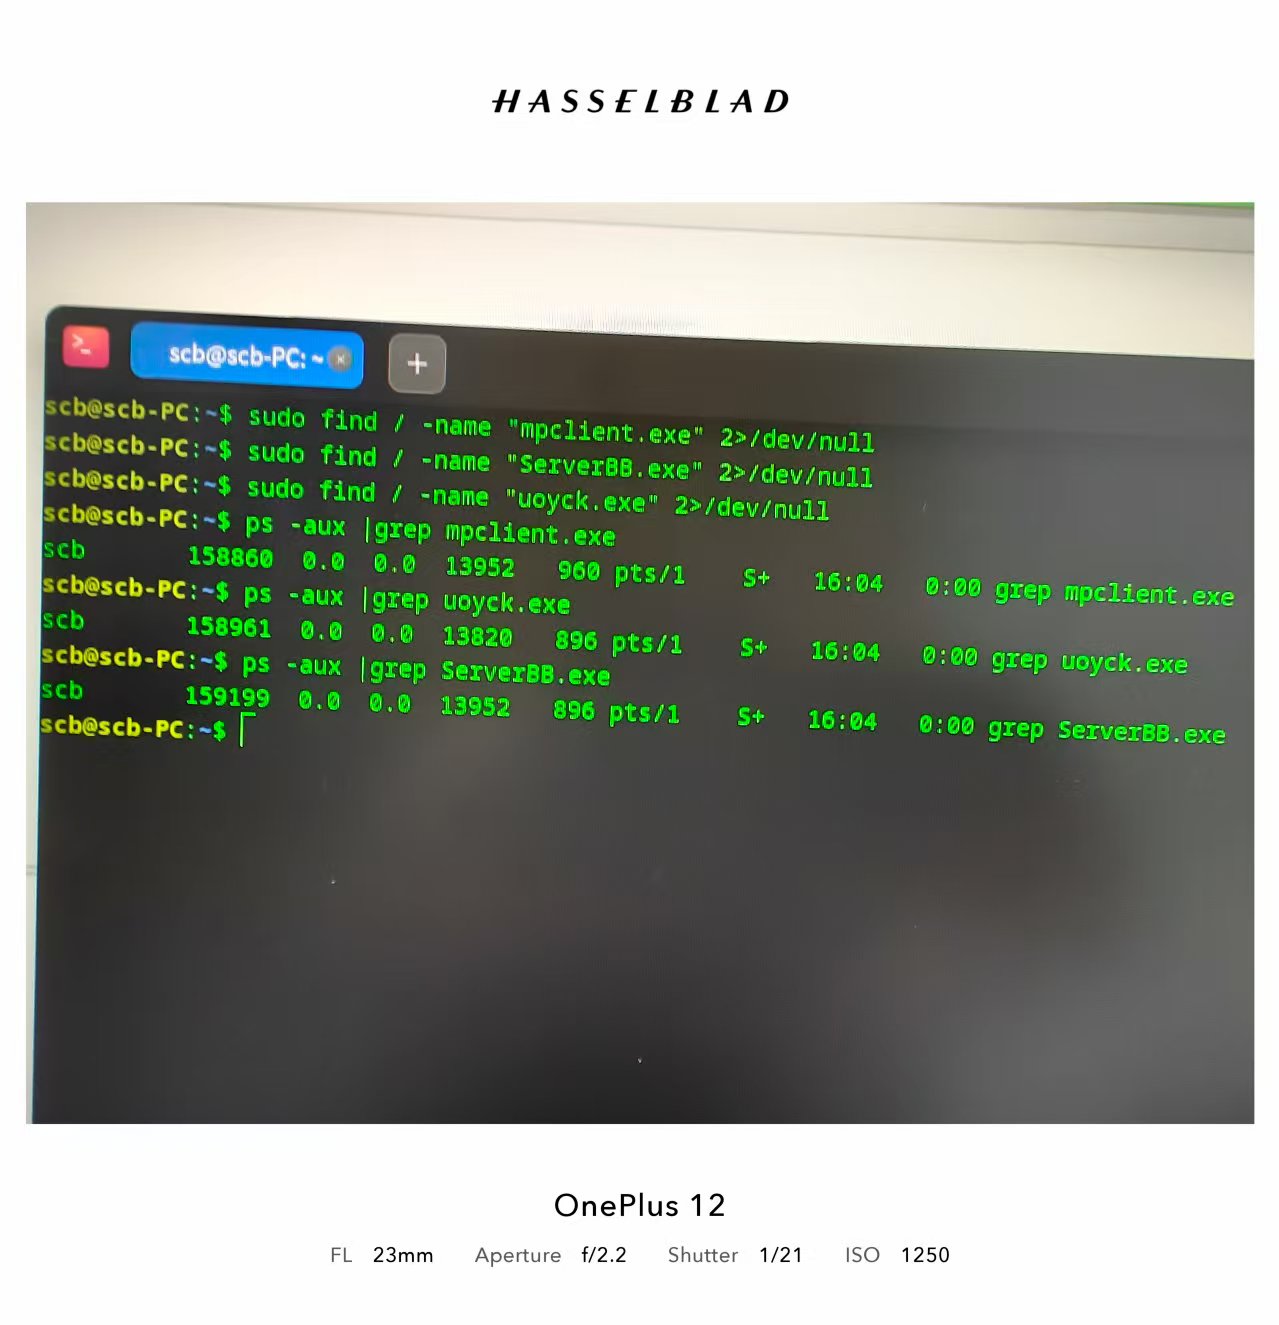 HASSELBLAD
scb@scb-PC: ~ × +
scb@scb-PC:~$ sudo find / -name "mpclient.exe" 2>/dev/null
scb@scb-PC:~$ sudo find / -name "ServerBB.exe" 2>/dev/null
scb@scb-PC:~$ sudo find / -name "uoyck.exe" 2>/dev/null
scb@scb-PC:~$ ps -aux |grep mpclient.exe
scb 158860 0.0 0.0 13952 960 pts/1 S+ 16:04 0:00 grep mpclient.exe
scb@scb-PC:~$ ps -aux |grep uoyck.exe
scb 158961 0.0 0.0 13820 896 pts/1 S+ 16:04 0:00 grep uoyck.exe
scb@scb-PC:~$ ps -aux |grep ServerBB.exe
scb 159199 0.0 0.0 13952 896 pts/1 S+ 16:04 0:00 grep ServerBB.exe
scb@scb-PC:~$
OnePlus 12
FL 23mm Aperture f/2.2 Shutter 1/21 ISO 1250